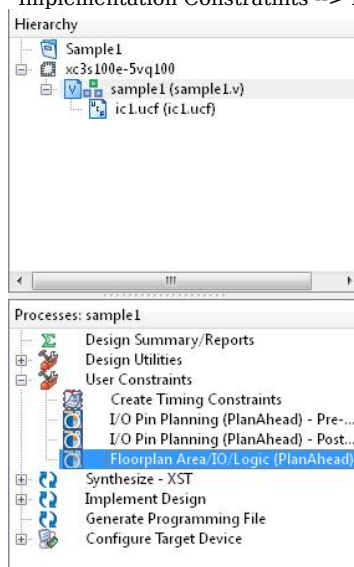 Implementation Constratints -->
Hierarchy
Sample1
xc3s100e-5vq100
sample1 (sample1.v)
ic1.ucf (ic1.ucf)
Processes: sample1
Design Summary/Reports
Design Utilities
User Constraints
Create Timing Constraints
I/O Pin Planning (PlanAhead) - Pre-...
I/O Pin Planning (PlanAhead) - Post...
Floorplan Area/IO/Logic (PlanAhead)
Synthesize - XST
Implement Design
Generate Programming File
Configure Target Device